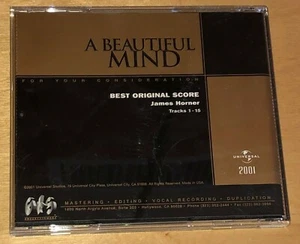 A BEAUTIFUL
MIND
FOR YOUR CONSIDERATION
BEST ORIGINAL SCORE
James Horner
Tracks 1 - 15
UNIVERSAL
2001
MASTERING • EDITING • VOCAL RECORDING • DUPLICATION